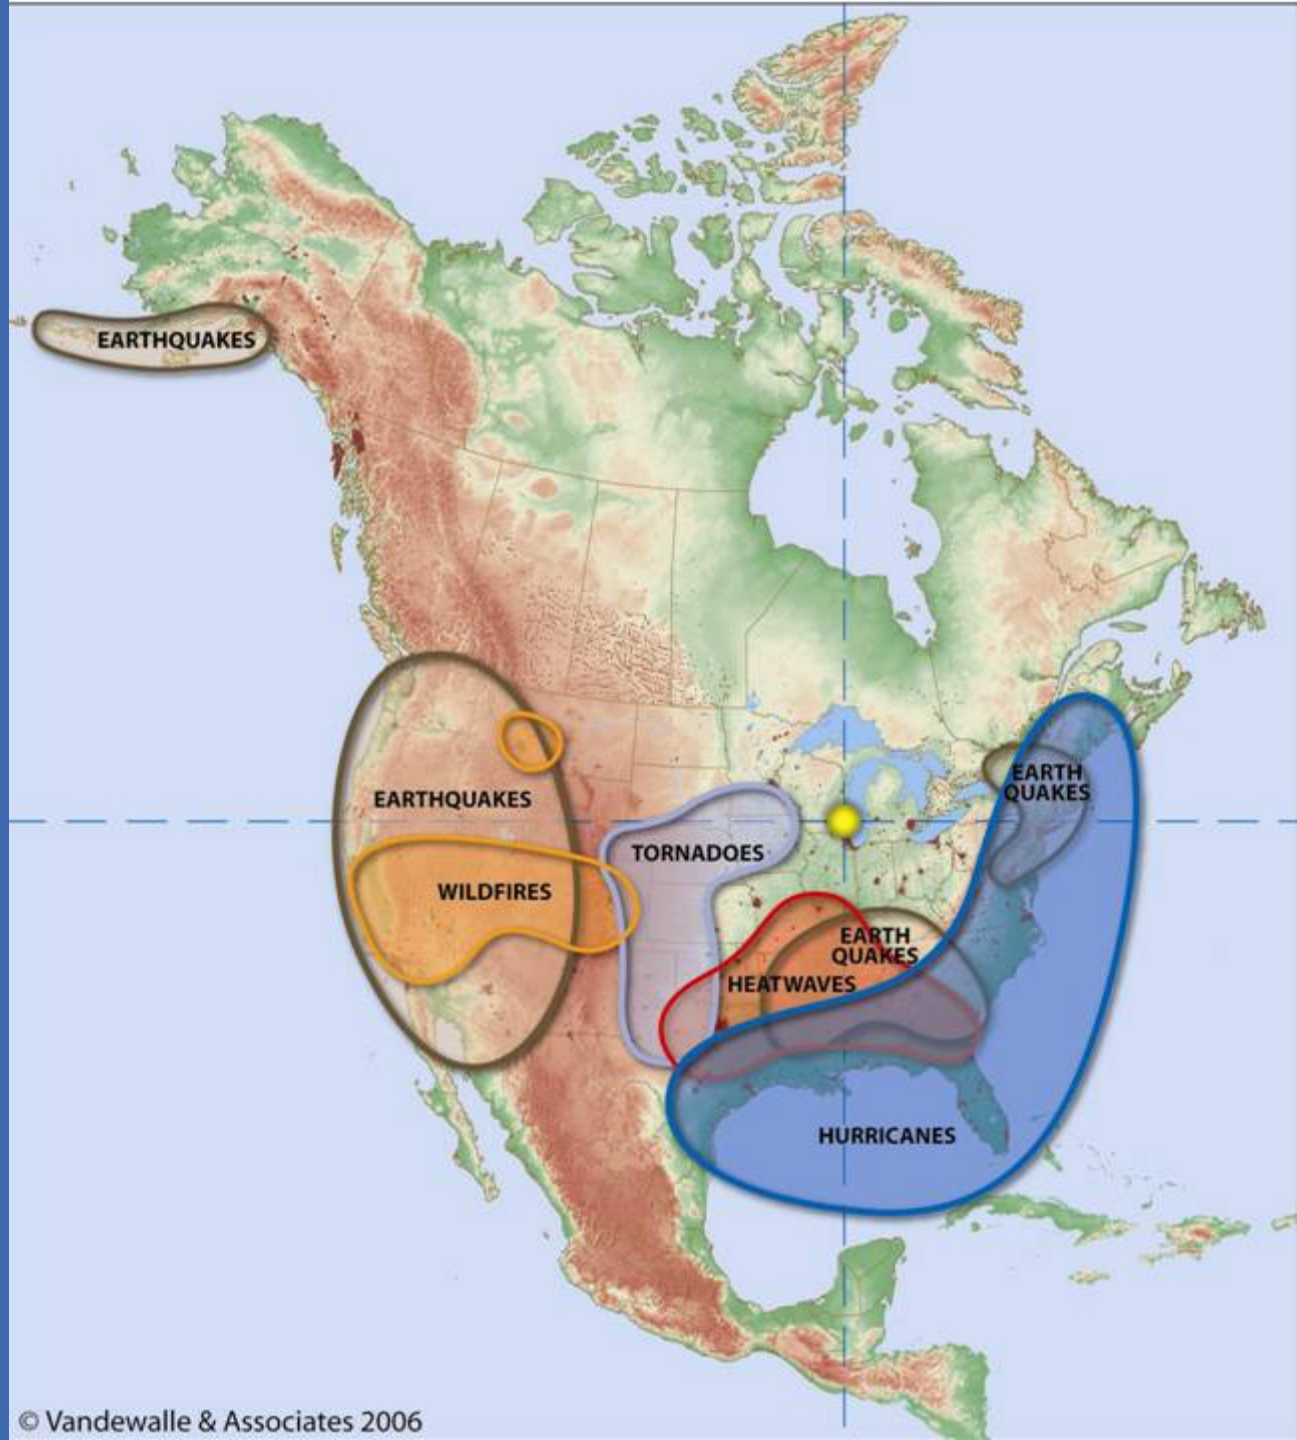 EARTHQUAKES
EARTH
QUAKES
EARTHQUAKES
TORNADOES
WILDFIRES
EARTH
QUAKES
HEATWAVES
HURRICANES
© Vandewalle & Associates 2006